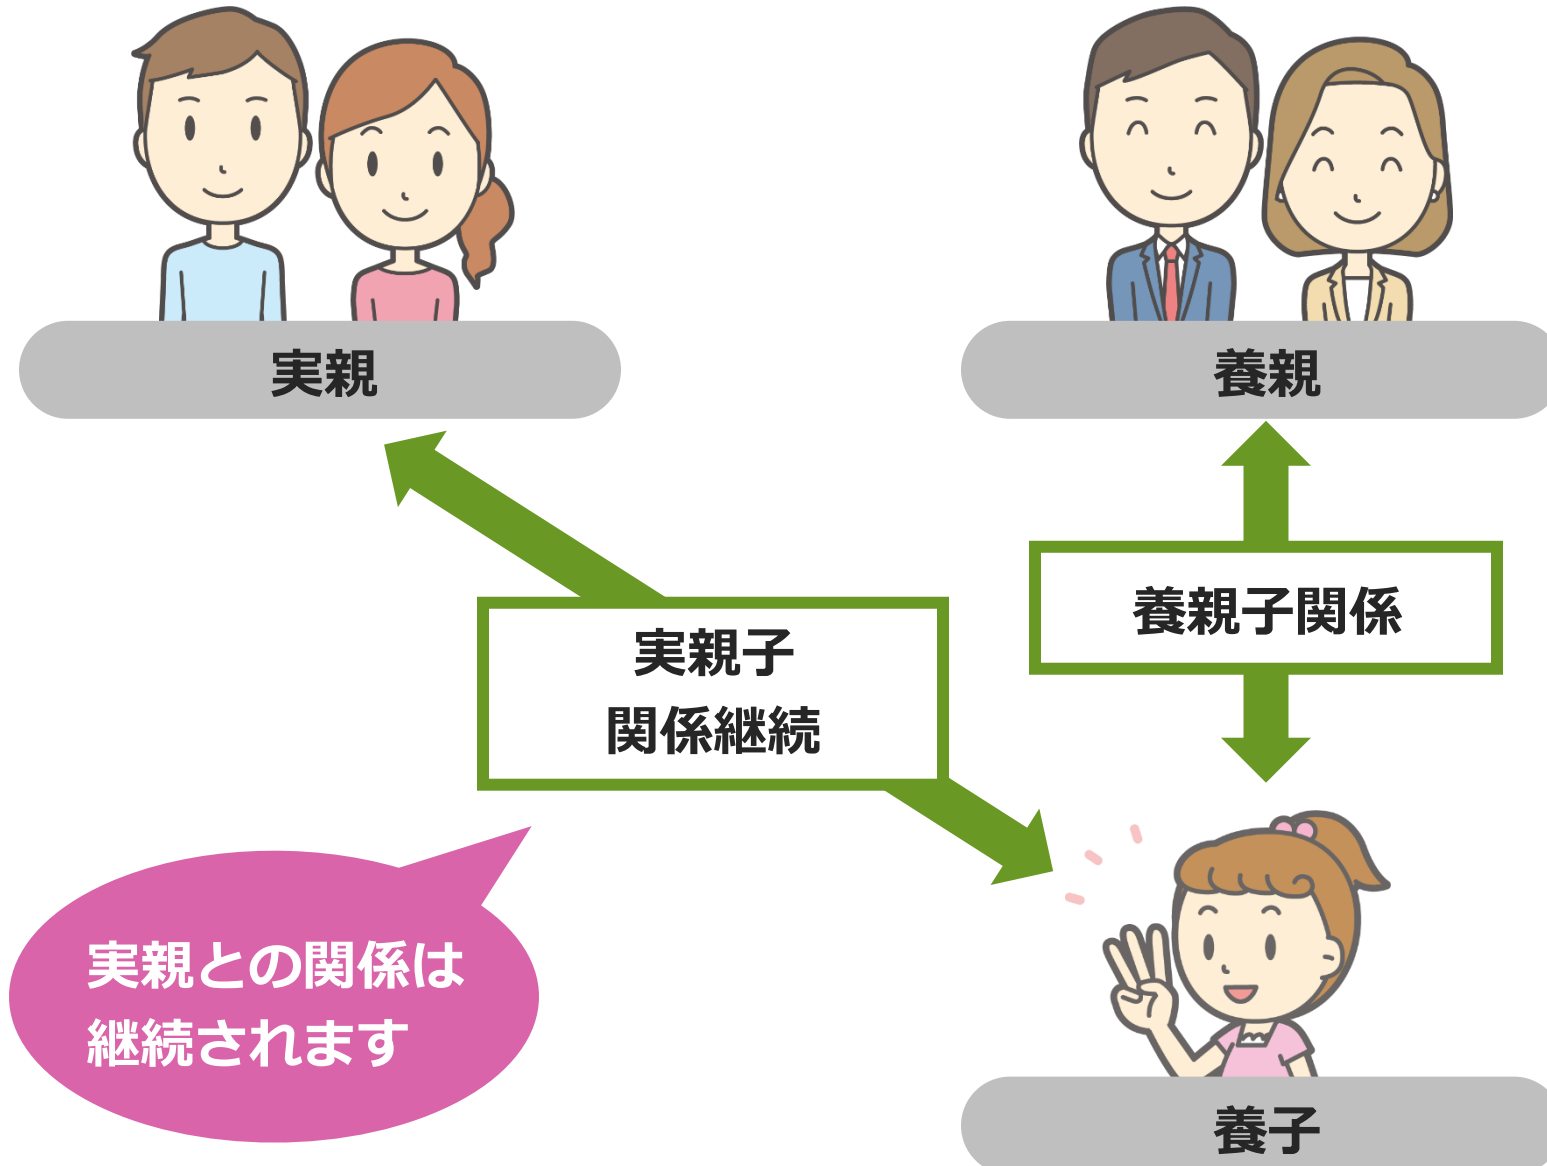 実親
養親
養親子関係
実親子
関係継続
実親との関係は
継続されます
養子